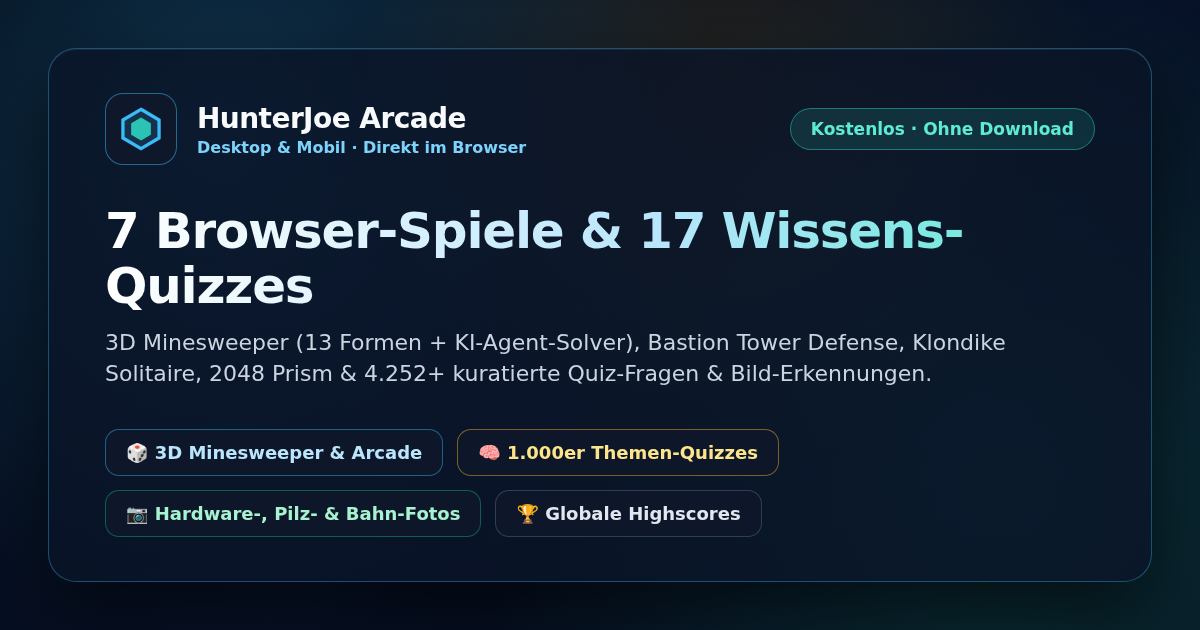 HunterJoe Arcade
Desktop & Mobil · Direkt im Browser
Kostenlos · Ohne Download
7 Browser-Spiele & 17 Wissens-
Quizzes
3D Minesweeper (13 Formen + KI-Agent-Solver), Bastion Tower Defense, Klondike
Solitaire, 2048 Prism & 4.252+ kuratierte Quiz-Fragen & Bild-Erkennungen.
🎲 3D Minesweeper & Arcade
🧠 1.000er Themen-Quizzes
📷 Hardware-, Pilz- & Bahn-Fotos
🏆 Globale Highscores